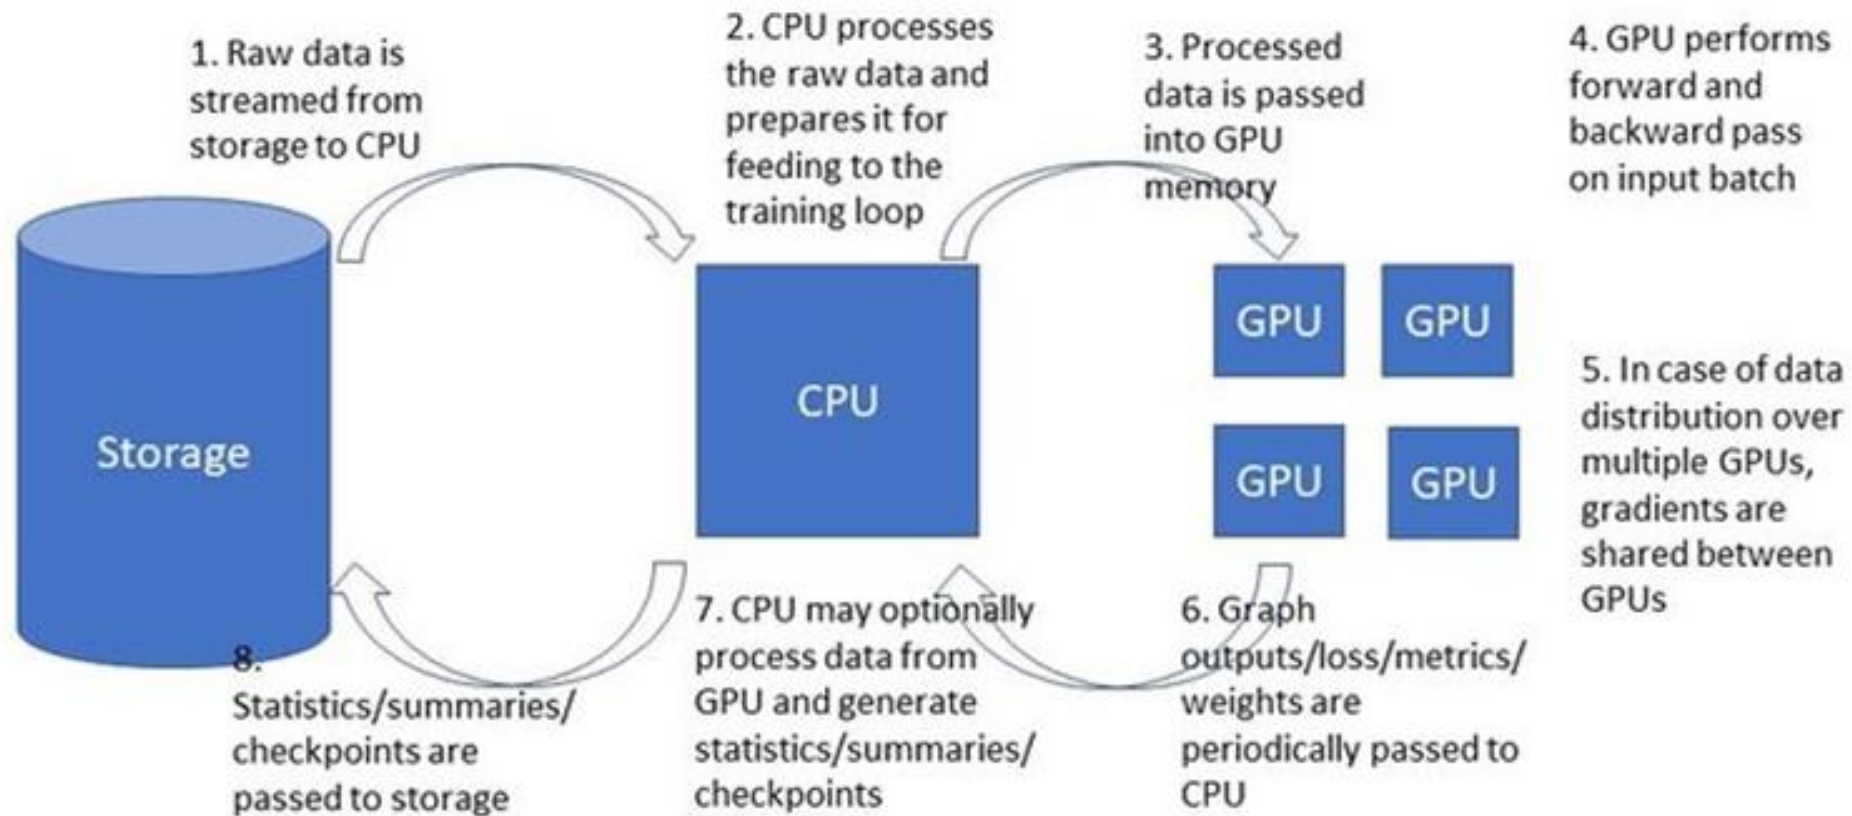 1. Raw data is
streamed from
storage to CPU
2. CPU processes
the raw data and
prepares it for
feeding to the
training loop
3. Processed
data is passed
into GPU
memory
4. GPU performs
forward and
backward pass
on input batch
Storage
CPU
GPU
GPU
GPU
GPU
5. In case of data
distribution over
multiple GPUs,
gradients are
shared between
GPUs
6. Graph
outputs/loss/metrics/
weights are
periodically passed to
CPU
7. CPU may optionally
process data from
GPU and generate
statistics/summaries/
checkpoints
8.
Statistics/summaries/
checkpoints are
passed to storage